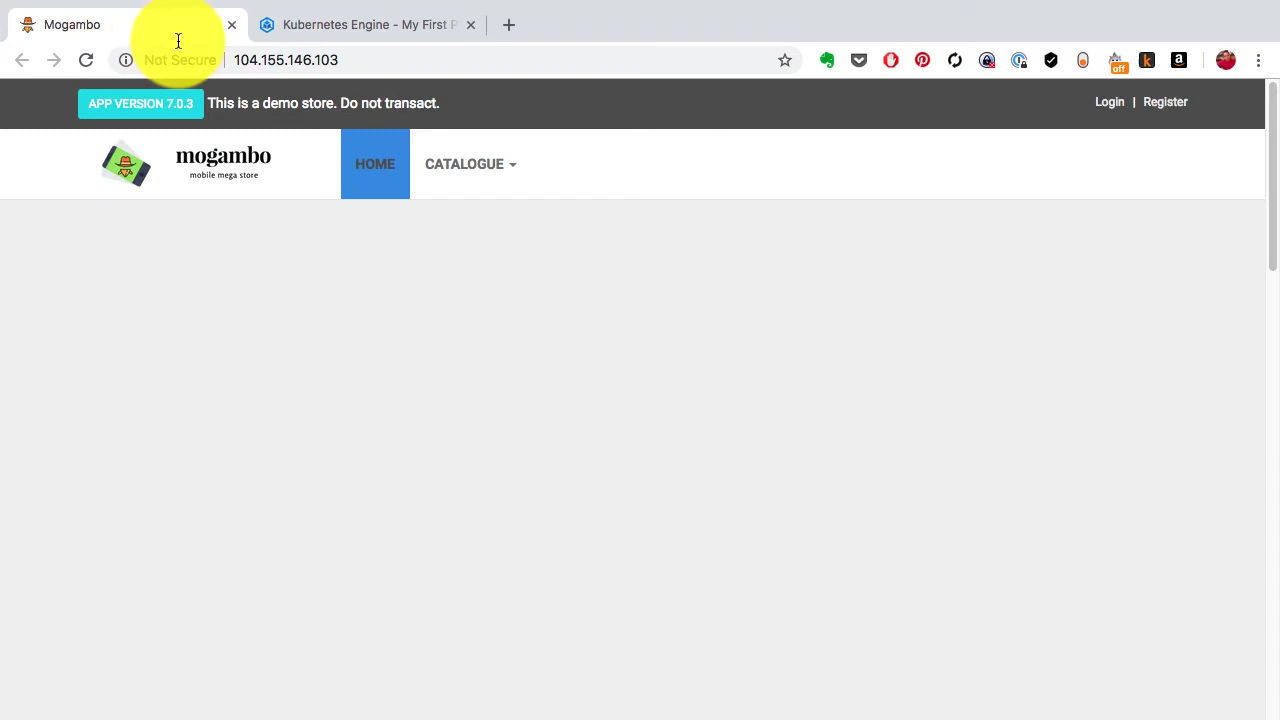 Mogambo
Kubernetes Engine - My First P
Not Secure
104.155.146.103
off
k
a
APP VERSION 7.0.3
This is a demo store. Do not transact.
Login | Register
mogambo
mobile mega store
HOME
CATALOGUE